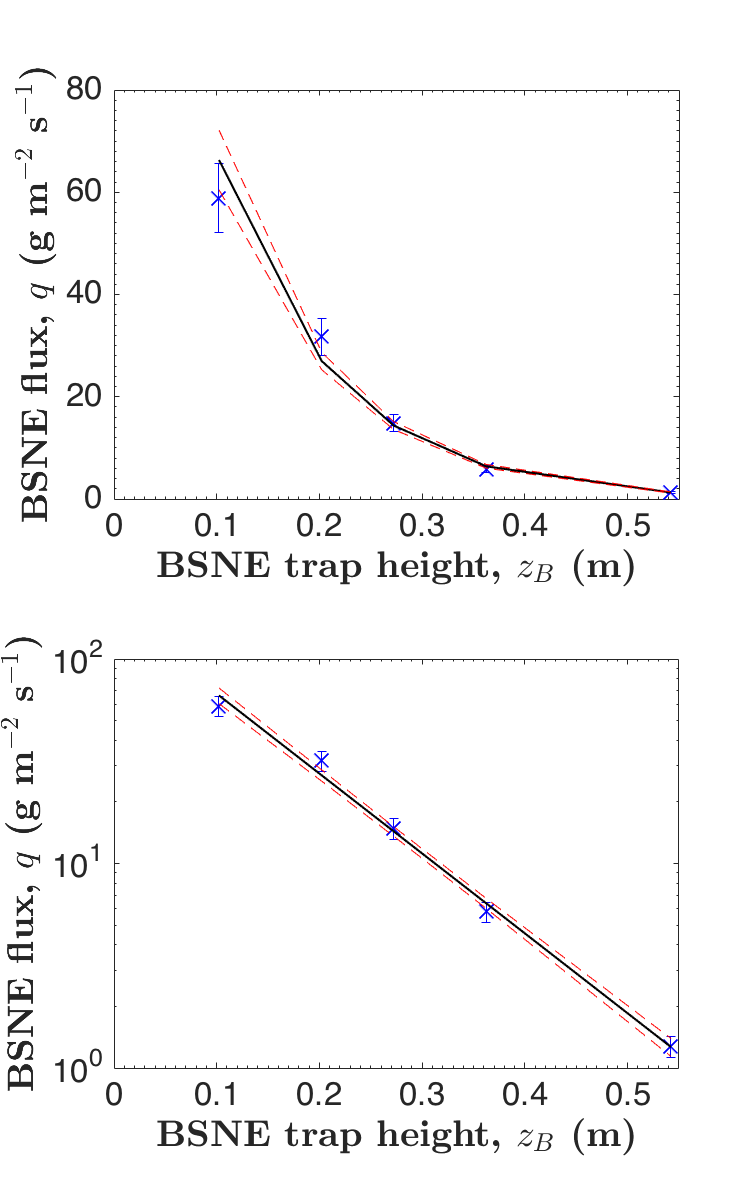 BSNE flux, q (g m⁻² s⁻¹)
80
60
40
20
0
0 0.1 0.2 0.3 0.4 0.5
BSNE trap height, z_B (m)
BSNE flux, q (g m⁻² s⁻¹)
10²
10¹
10⁰
0 0.1 0.2 0.3 0.4 0.5
BSNE trap height, z_B (m)